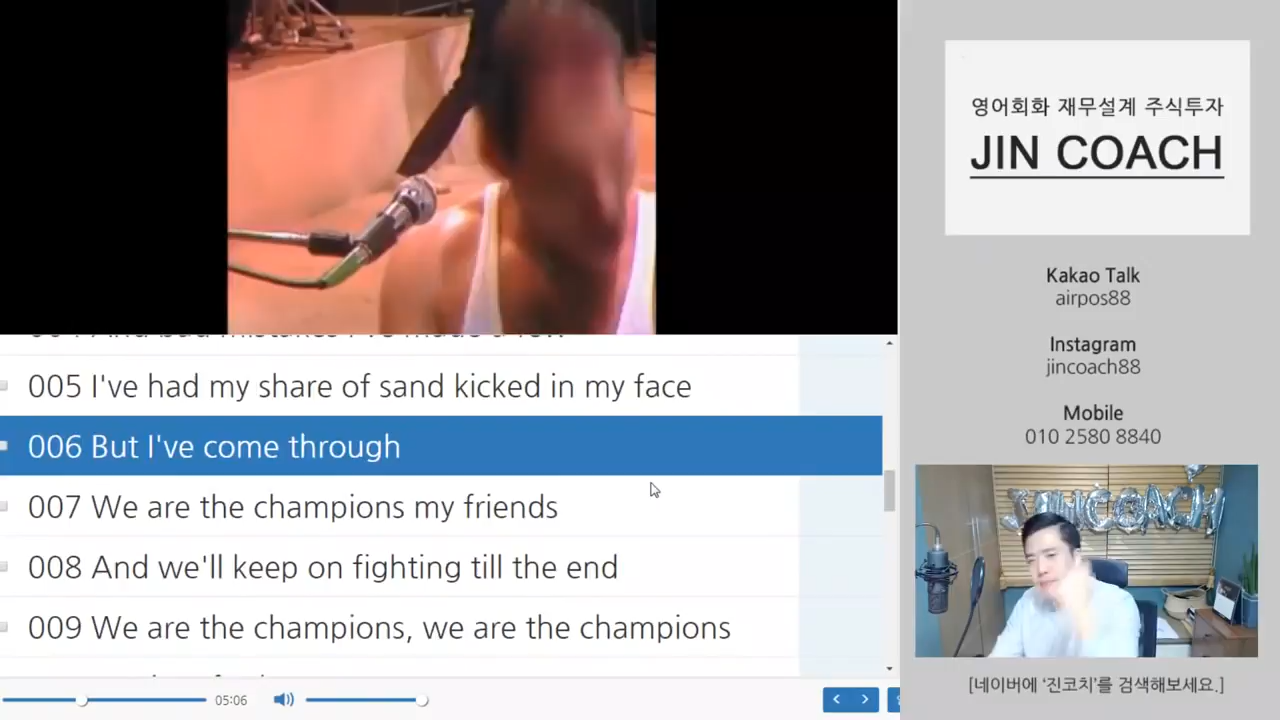 005 I've had my share of sand kicked in my face
006 But I've come through
007 We are the champions my friends
008 And we'll keep on fighting till the end
009 We are the champions, we are the champions
05:06
영어회화 재무설계 주식투자
JIN COACH
Kakao Talk
airpos88
Instagram
jincoach88
Mobile
010 2580 8840
JINCOACH
[네이버에 '진코치'를 검색해보세요.]